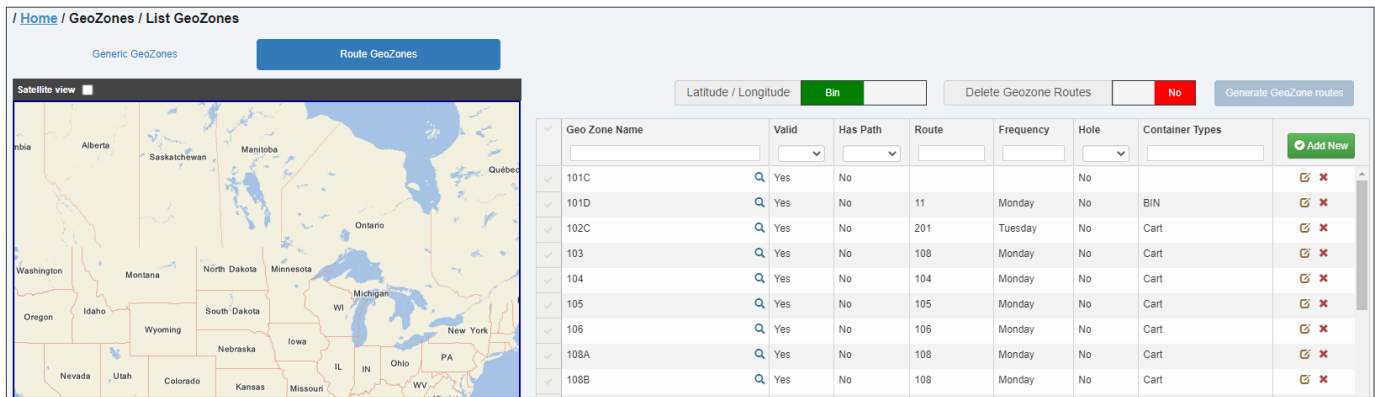 / Home / GeoZones / List GeoZones
Generic GeoZones
Route GeoZones
Satellite view
Latitude / Longitude Bin
Delete Geozone Routes No
Generate GeoZone routes
Geo Zone Name Valid Has Path Route Frequency Hole Container Types
Add New
101C Yes No No
101D Yes No 11 Monday No BIN
102C Yes No 201 Tuesday No Cart
103 Yes No 108 Monday No Cart
104 Yes No 104 Monday No Cart
105 Yes No 105 Monday No Cart
106 Yes No 106 Monday No Cart
108A Yes No 108 Monday No Cart
108B Yes No 108 Monday No Cart
mbia
Alberta
Saskatchewan
Manitoba
Québec
Ontario
Washington
Montana
North Dakota
Minnesota
Michigan
Oregon
Idaho
South Dakota
WI
Wyoming
New York
Nebraska
Iowa
IL
IN
Ohio
PA
Nevada
Utah
Colorado
Kansas
Missouri
WV